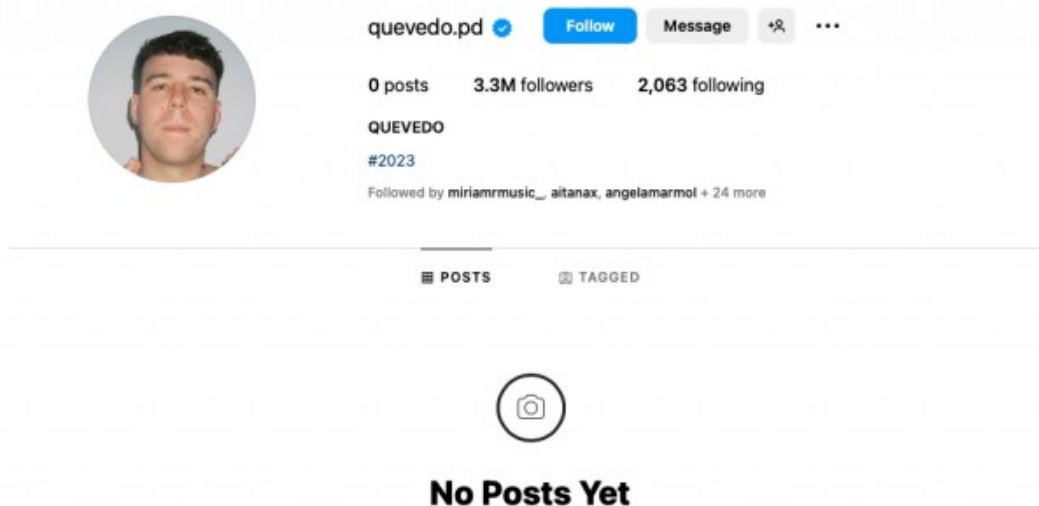 quevedo.pd Follow Message
0 posts 3.3M followers 2,063 following
QUEVEDO
#2023
Followed by miriamrmusic_, aitanax, angelamarmol + 24 more
POSTS TAGGED
No Posts Yet